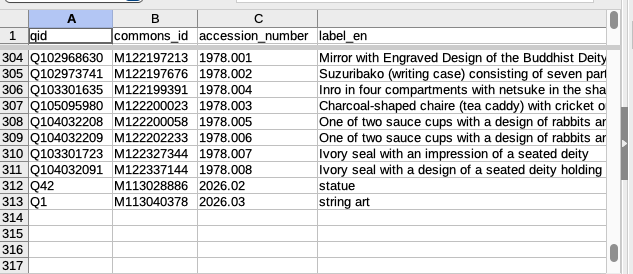 A B C
1 qid commons_id accession_number label_en
304 Q102968630 M122197213 1978.001 Mirror with Engraved Design of the Buddhist Deity
305 Q102973741 M122197676 1978.002 Suzuribako (writing case) consisting of seven part
306 Q103301635 M122199391 1978.004 Inro in four compartments with netsuke in the sha
307 Q105095980 M122200023 1978.003 Charcoal-shaped chaire (tea caddy) with cricket o
308 Q104032208 M122200058 1978.005 One of two sauce cups with a design of rabbits ar
309 Q104032209 M122202233 1978.006 One of two sauce cups with a design of rabbits ar
310 Q103301723 M122327344 1978.007 Ivory seal with an impression of a seated deity
311 Q104032091 M122337144 1978.008 Ivory seal with a design of a seated deity holding
312 Q42 M113028886 2026.02 statue
313 Q1 M113040378 2026.03 string art
314
315
316
317